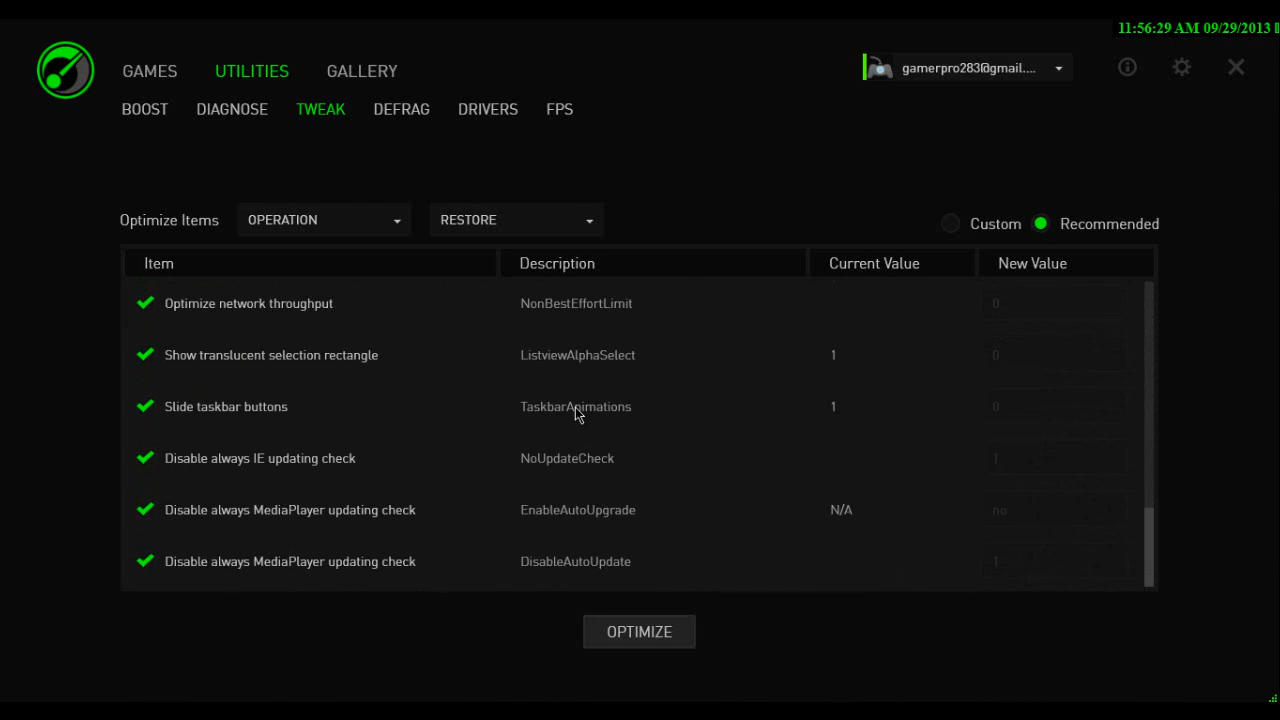 11:56:29 AM 09/29/2013
GAMES UTILITIES GALLERY
gamerpro283@gmail....
BOOST DIAGNOSE TWEAK DEFRAG DRIVERS FPS
Optimize Items OPERATION RESTORE Custom Recommended
Item Description Current Value New Value
Optimize network throughput NonBestEffortLimit 0
Show translucent selection rectangle ListviewAlphaSelect 1 0
Slide taskbar buttons TaskbarAnimations 1 0
Disable always IE updating check NoUpdateCheck 1
Disable always MediaPlayer updating check EnableAutoUpgrade N/A no
Disable always MediaPlayer updating check DisableAutoUpdate 1
OPTIMIZE